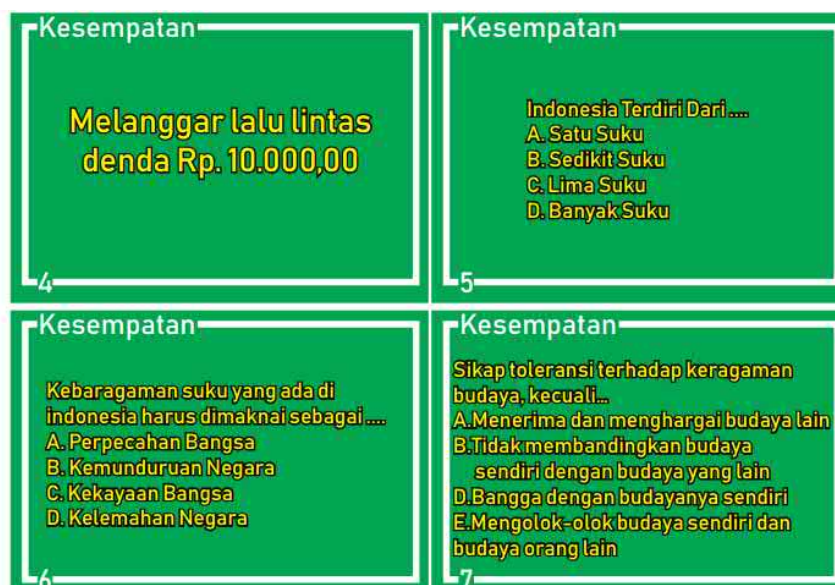 Kesempatan
Melanggar lalu lintas
denda Rp. 10.000,00
4
Kesempatan
Indonesia Terdiri Dari ....
A. Satu Suku
B. Sedikit Suku
C. Lima Suku
D. Banyak Suku
5
Kesempatan
Kebaragaman suku yang ada di
indonesia harus dimaknai sebagai ....
A. Perpecahan Bangsa
B. Kemunduruan Negara
C. Kekayaan Bangsa
D. Kelemahan Negara
6
Kesempatan
Sikap toleransi terhadap keragaman
budaya, kecuali...
A.Menerima dan menghargai budaya lain
B.Tidak membandingkan budaya
sendiri dengan budaya yang lain
D.Bangga dengan budayanya sendiri
E.Mengolok-olok budaya sendiri dan
budaya orang lain
7